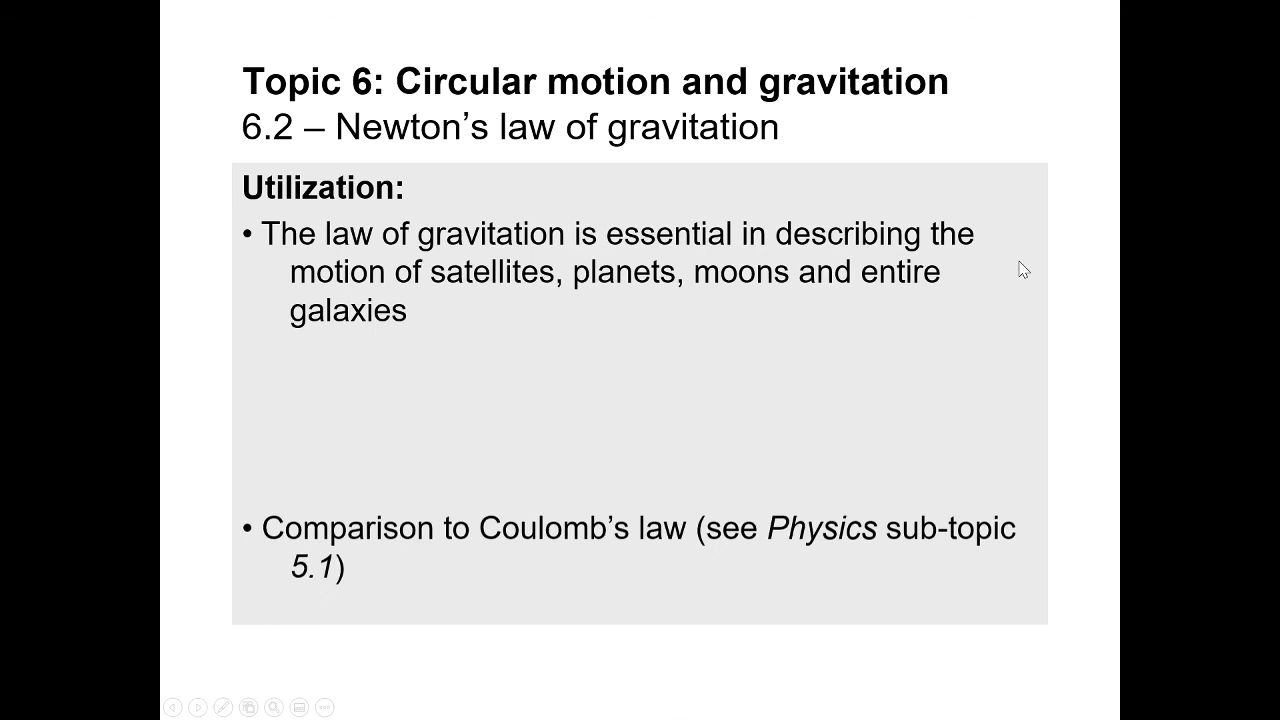 Topic 6: Circular motion and gravitation
6.2 – Newton’s law of gravitation
Utilization:
• The law of gravitation is essential in describing the
motion of satellites, planets, moons and entire
galaxies
• Comparison to Coulomb’s law (see Physics sub-topic
5.1)